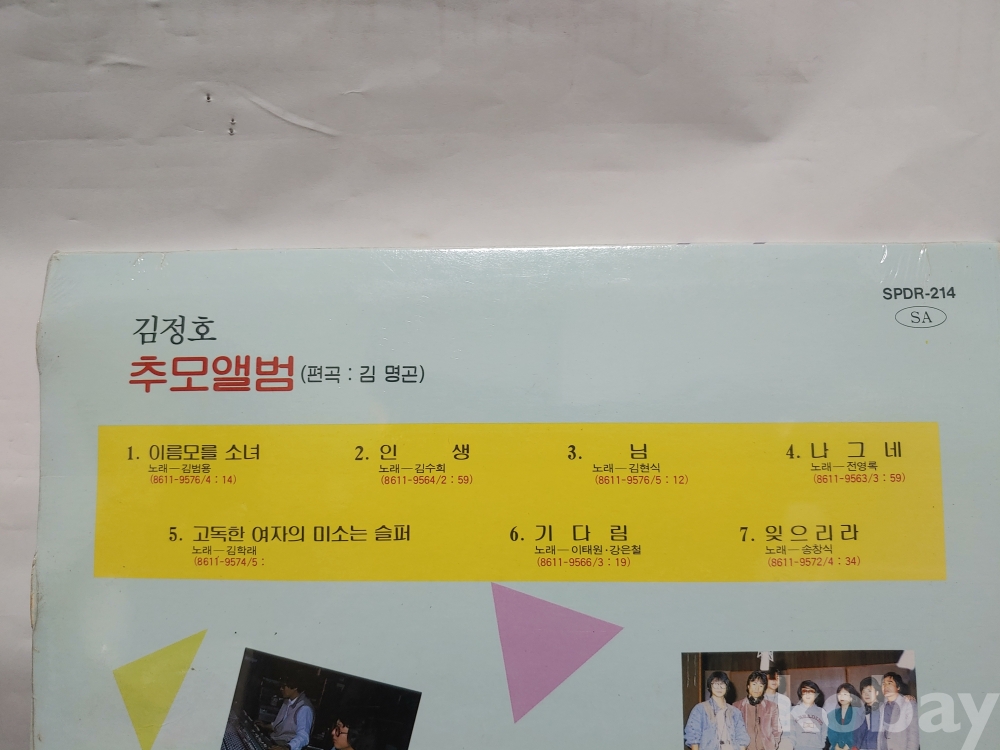 SPDR-214
SA
김정호
추모앨범 (편곡 : 김 명곤)
1. 이름모를 소녀
노래—김범용
(8611-9576/4 : 14)
2. 인 생
노래—김수희
(8611-9564/2 : 59)
3. 님
노래—김현식
(8611-9576/5 : 12)
4. 나 그 네
노래—전영록
(8611-9563/3 : 59)
5. 고독한 여자의 미소는 슬퍼
노래—김학래
(8611-9574/5 :
6. 기 다 림
노래—이태원·강은철
(8611-9566/3 : 19)
7. 잊 으 리 라
노래—송창식
(8611-9572/4 : 34)
kobay